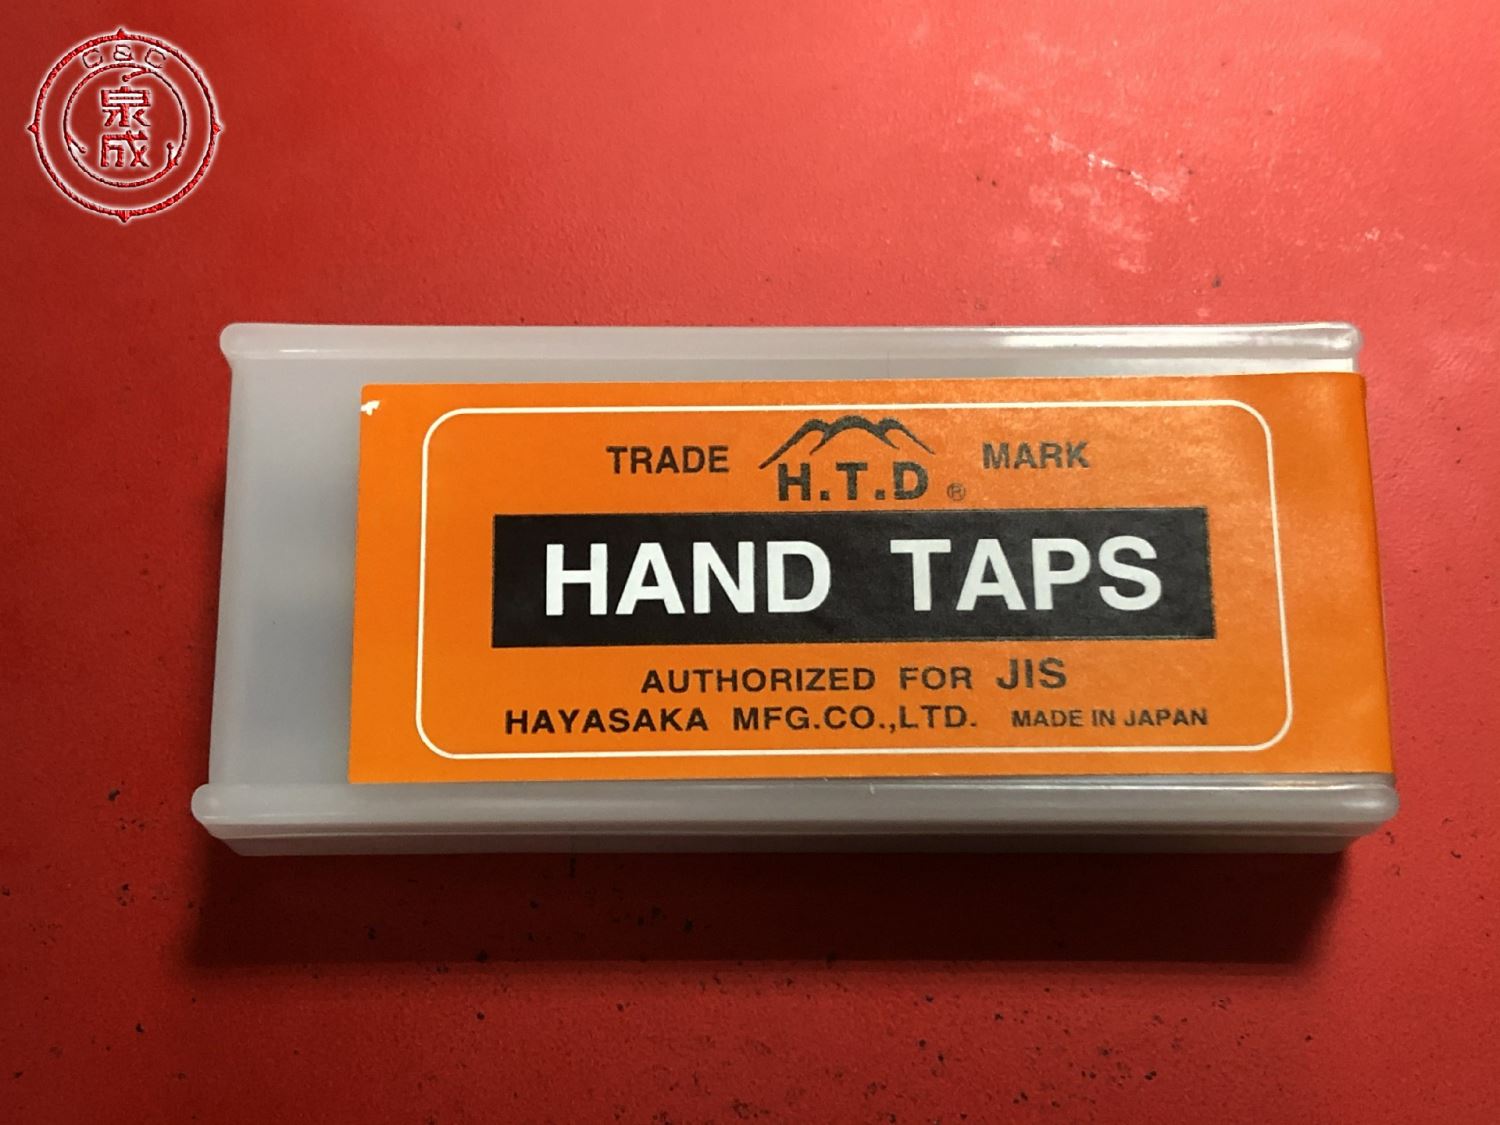 C&C
泉
成
TRADE H.T.D ® MARK
HAND TAPS
AUTHORIZED FOR JIS
HAYASAKA MFG.CO.,LTD. MADE IN JAPAN